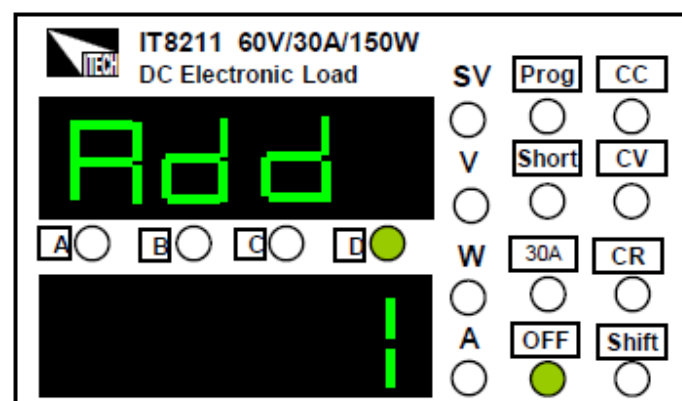 ITECH
IT8211 60V/30A/150W
DC Electronic Load
SV Prog CC
Add
V Short CV
A B C D
W 30A CR
1
A OFF Shift